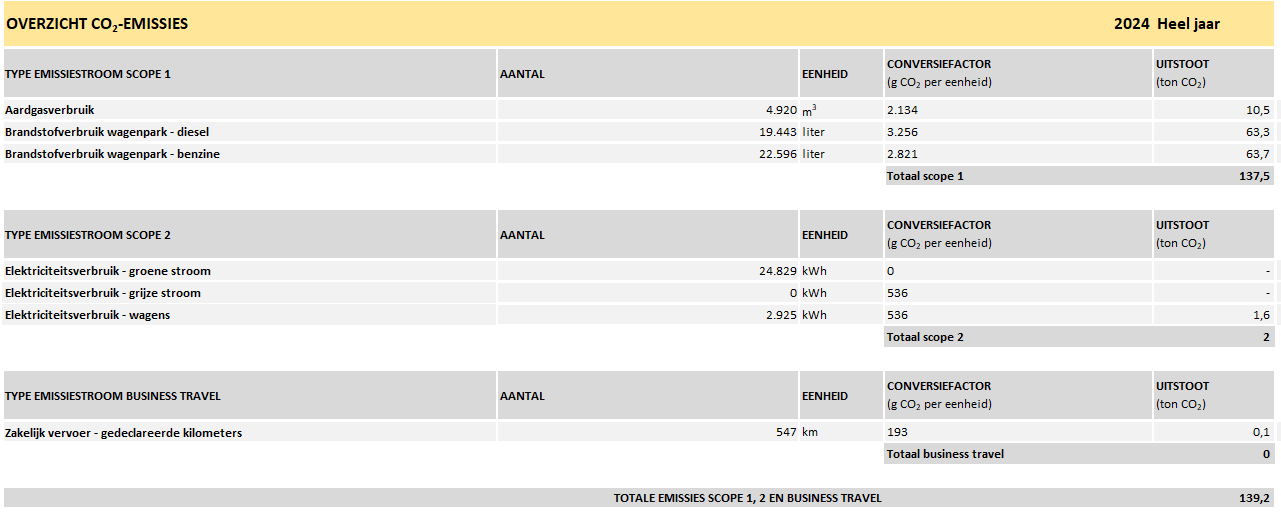 OVERZICHT CO₂-EMISSIES 2024 Heel jaar
TYPE EMISSIESTROOM SCOPE 1 AANTAL EENHEID CONVERSIEFACTOR (g CO₂ per eenheid) UITSTOOT (ton CO₂)
Aardgasverbruik 4.920 m³ 2.134 10,5
Brandstofverbruik wagenpark - diesel 19.443 liter 3.256 63,3
Brandstofverbruik wagenpark - benzine 22.596 liter 2.821 63,7
Totaal scope 1 137,5
TYPE EMISSIESTROOM SCOPE 2 AANTAL EENHEID CONVERSIEFACTOR (g CO₂ per eenheid) UITSTOOT (ton CO₂)
Elektriciteitsverbruik - groene stroom 24.829 kWh 0 -
Elektriciteitsverbruik - grijze stroom 0 kWh 536 -
Elektriciteitsverbruik - wagens 2.925 kWh 536 1,6
Totaal scope 2 2
TYPE EMISSIESTROOM BUSINESS TRAVEL AANTAL EENHEID CONVERSIEFACTOR (g CO₂ per eenheid) UITSTOOT (ton CO₂)
Zakelijk vervoer - gedeclareerde kilometers 547 km 193 0,1
Totaal business travel 0
TOTALE EMISSIES SCOPE 1, 2 EN BUSINESS TRAVEL 139,2